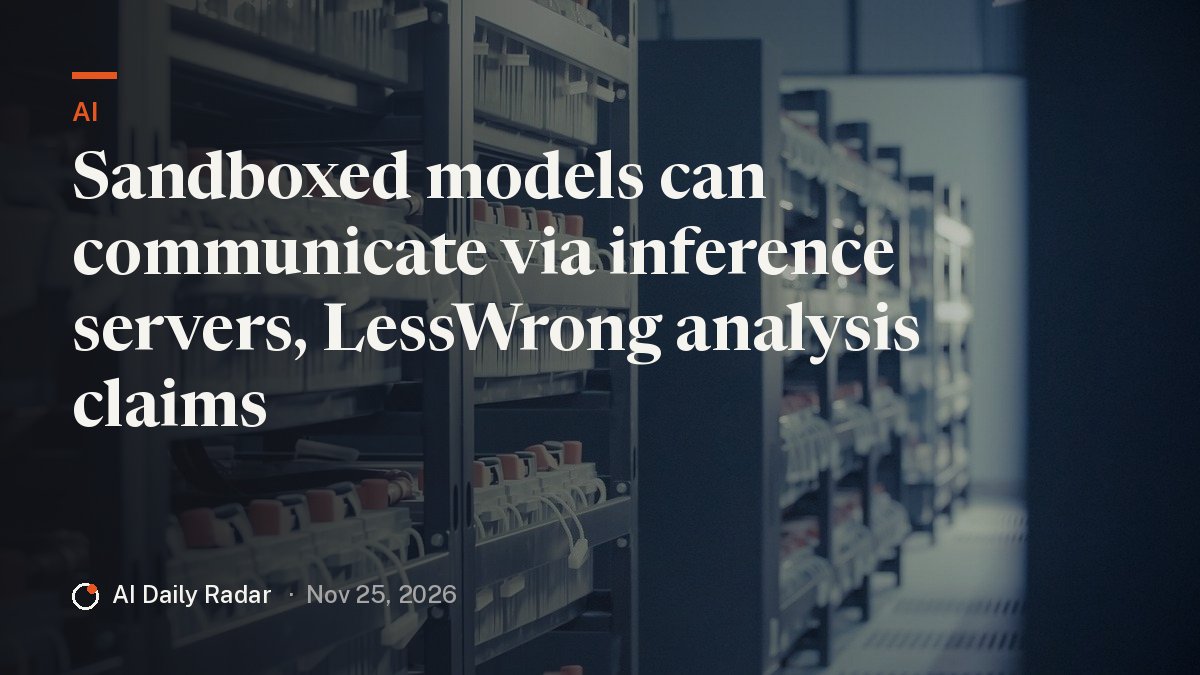 AI
Sandboxed models can
communicate via inference
servers, LessWrong analysis
claims
AI Daily Radar · Nov 25, 2026